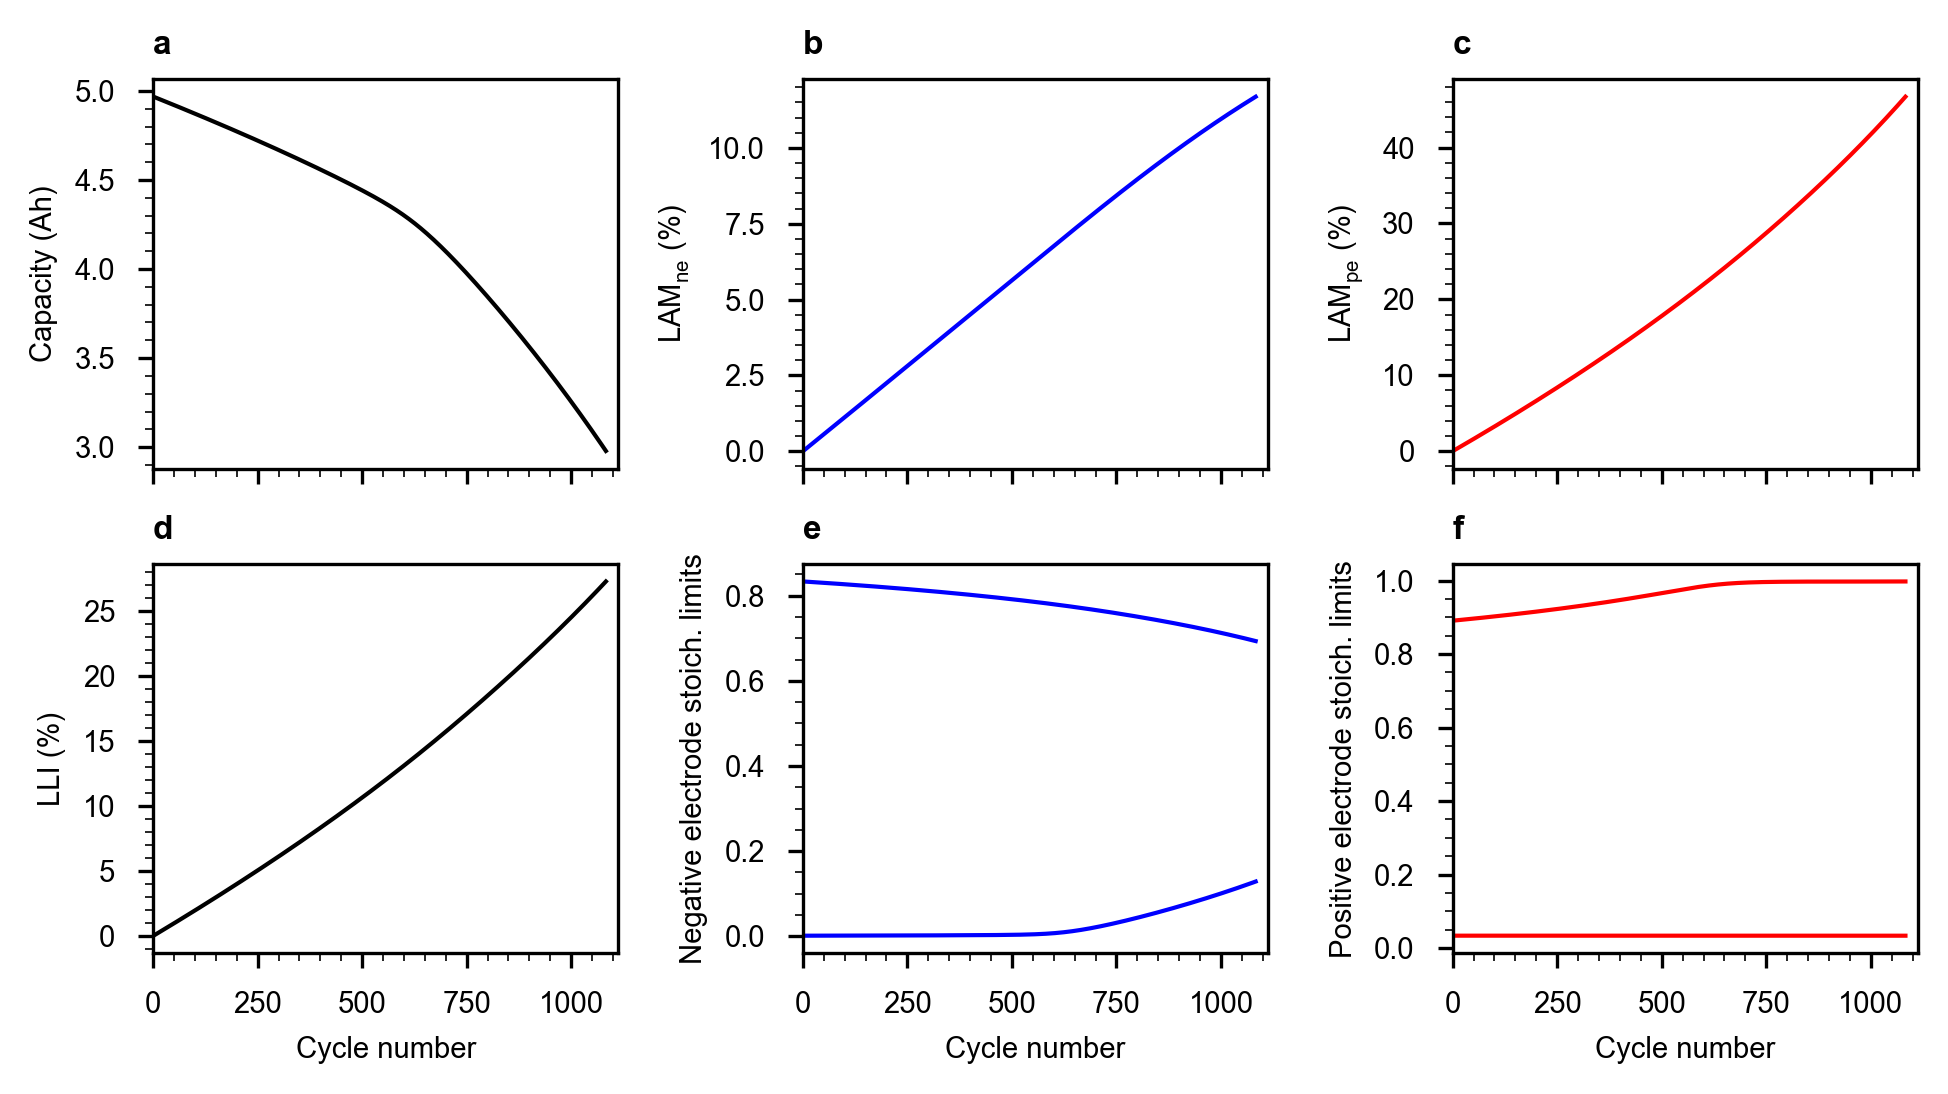 a
5.0
4.5
4.0
3.5
3.0
Capacity (Ah)
b
10.0
7.5
5.0
2.5
0.0
LAMne (%)
c
40
30
20
10
0
LAMpe (%)
d
25
20
15
10
5
0
LLI (%)
0 250 500 750 1000
Cycle number
e
0.8
0.6
0.4
0.2
0.0
Negative electrode stoich. limits
0 250 500 750 1000
Cycle number
f
1.0
0.8
0.6
0.4
0.2
0.0
Positive electrode stoich. limits
0 250 500 750 1000
Cycle number